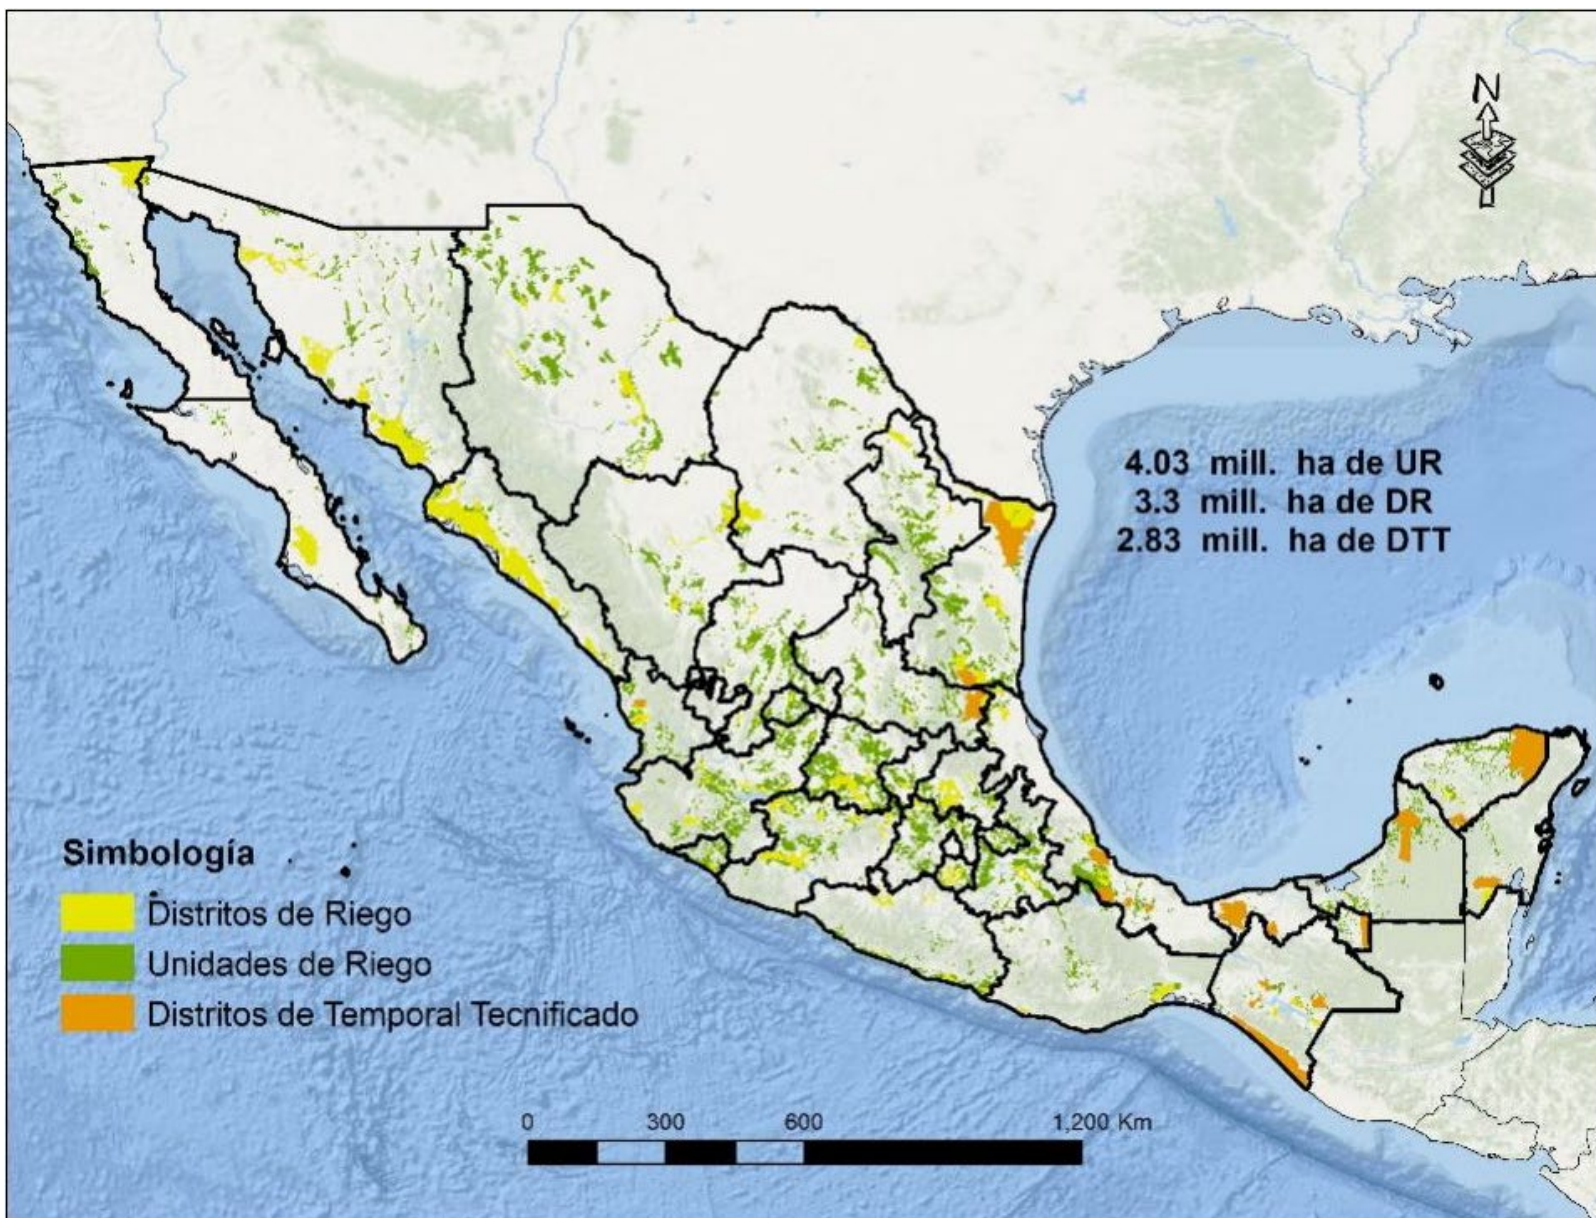 N
4.03 mill. ha de UR
3.3 mill. ha de DR
2.83 mill. ha de DTT
Simbología
Distritos de Riego
Unidades de Riego
Distritos de Temporal Tecnificado
0 300 600 1,200 Km